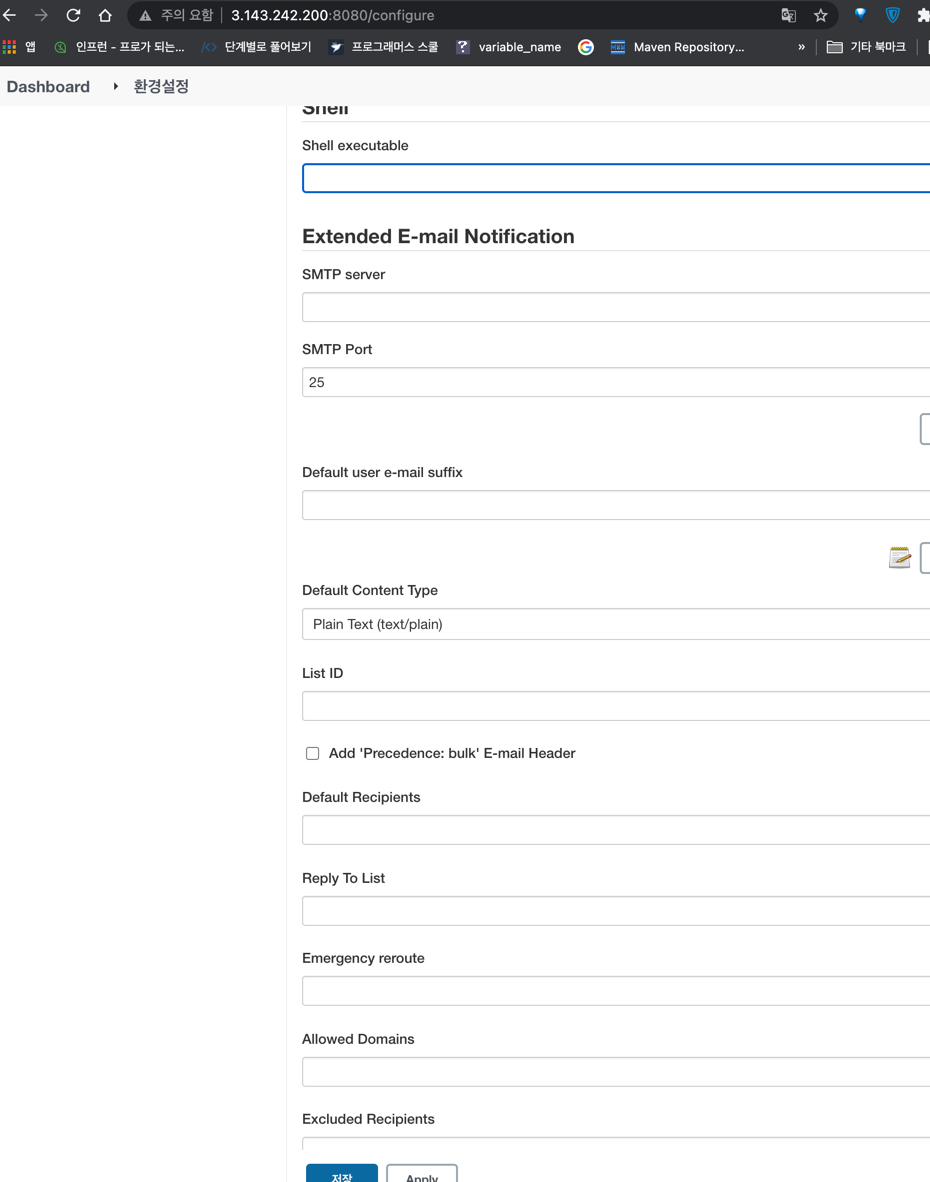 주의 요함 3.143.242.200:8080/configure
앱 인프런 - 프로가 되는... 단계별로 풀어보기 프로그래머스 스쿨 ? variable_name Maven Repository... » 기타 북마크
Dashboard 환경설정
Shell
Shell executable
Extended E-mail Notification
SMTP server
SMTP Port
25
Default user e-mail suffix
Default Content Type
Plain Text (text/plain)
List ID
Add 'Precedence: bulk' E-mail Header
Default Recipients
Reply To List
Emergency reroute
Allowed Domains
Excluded Recipients
저장 Apply